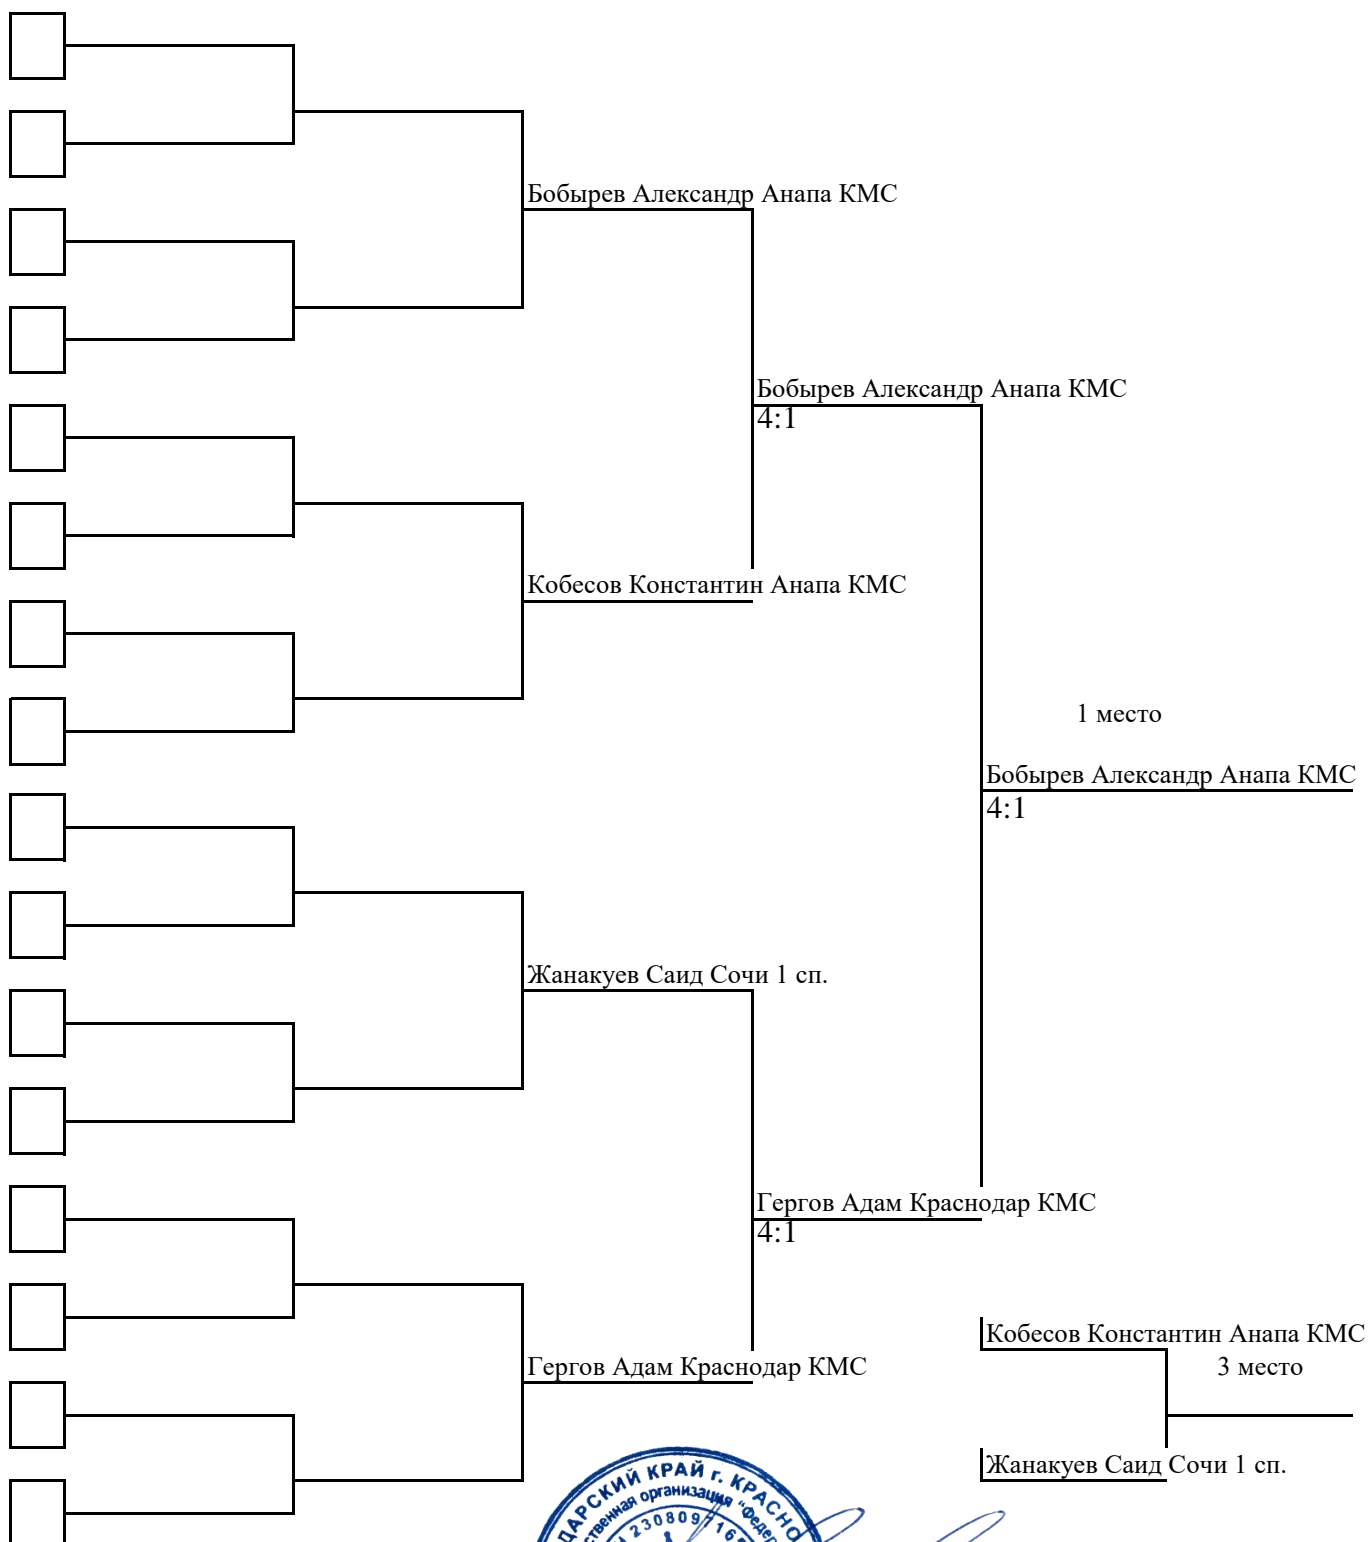 Бобырев Александр Анапа КМС
Бобырев Александр Анапа КМС
4:1
Кобесов Константин Анапа КМС
1 место
Бобырев Александр Анапа КМС
4:1
Жанакуев Саид Сочи 1 сп.
Гергов Адам Краснодар КМС
4:1
Кобесов Константин Анапа КМС
Гергов Адам Краснодар КМС
3 место
Жанакуев Саид Сочи 1 сп.
КРАЙ г.
организация